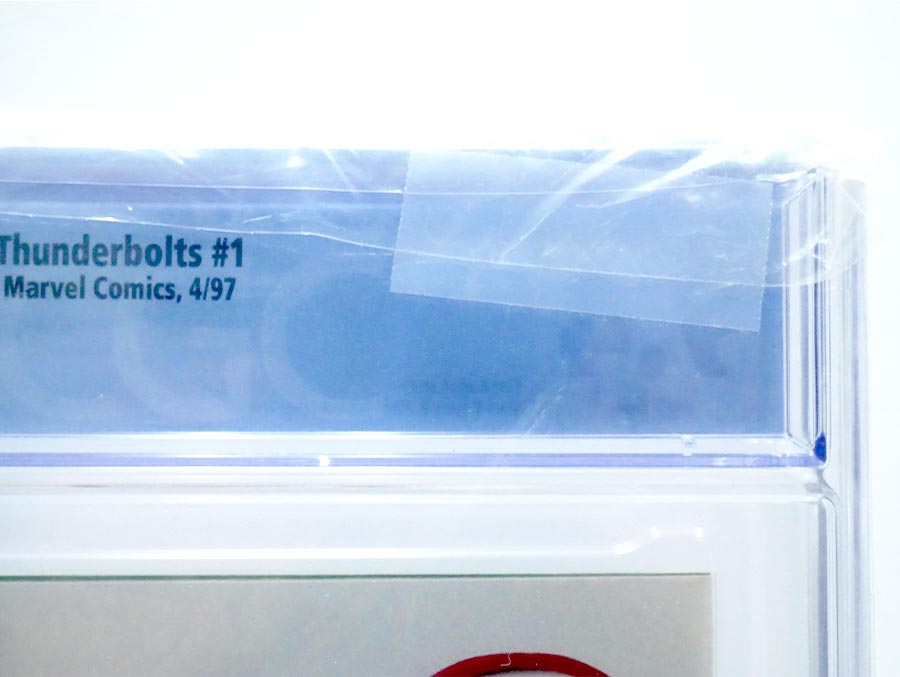 Thunderbolts #1
Marvel Comics, 4/97